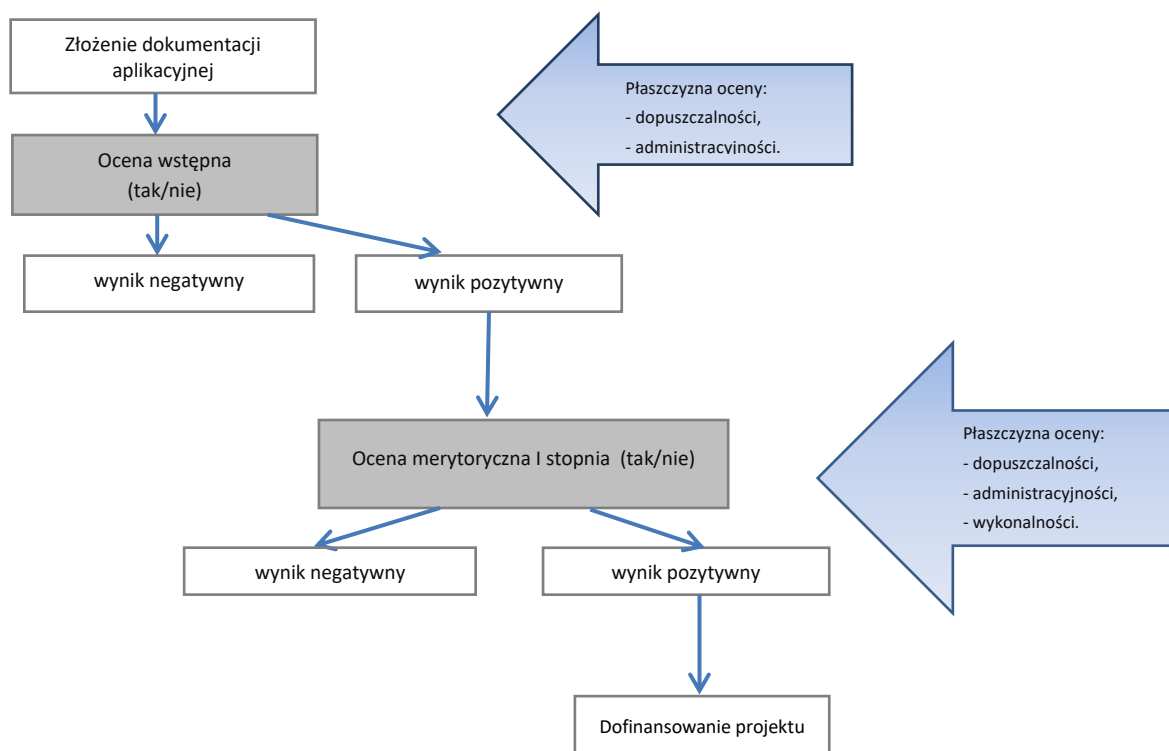 Złożenie dokumentacji
aplikacyjnej
Płaszczyzna oceny:
- dopuszczalności,
- administracyjności.
Ocena wstępna
(tak/nie)
wynik negatywny
wynik pozytywny
Ocena merytoryczna I stopnia (tak/nie)
Płaszczyzna oceny:
- dopuszczalności,
- administracyjności,
- wykonalności.
wynik negatywny
wynik pozytywny
Dofinansowanie projektu